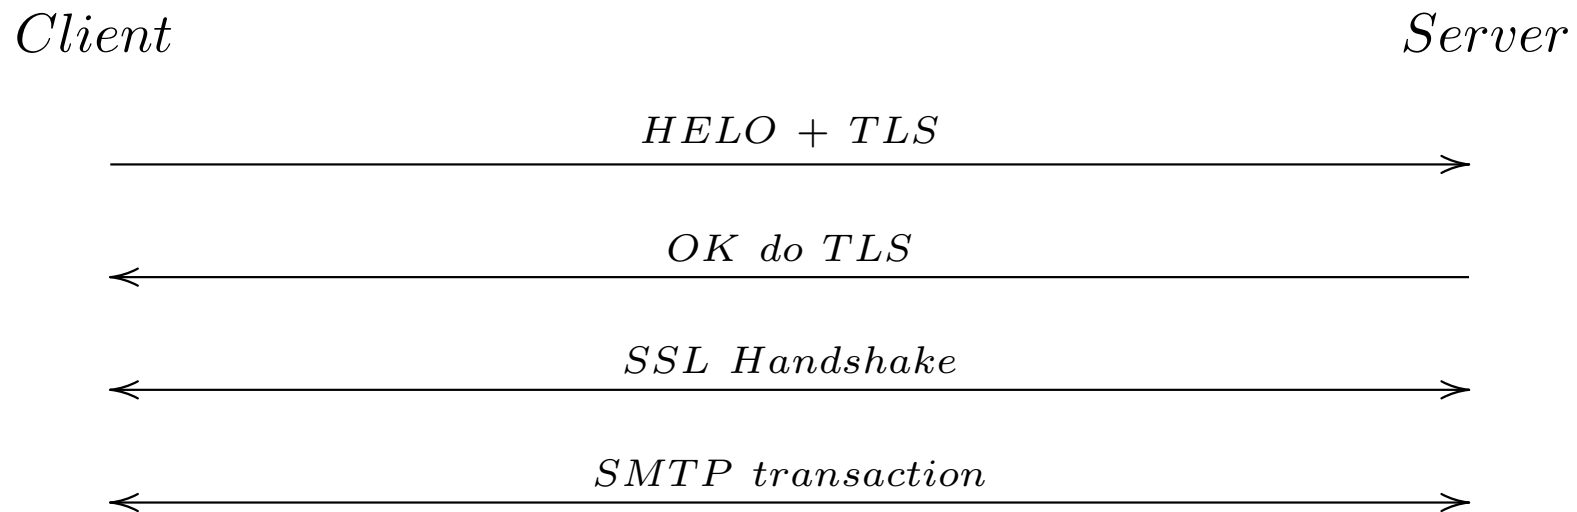 Client Server
HELO + TLS
OK do TLS
SSL Handshake
SMTP transaction